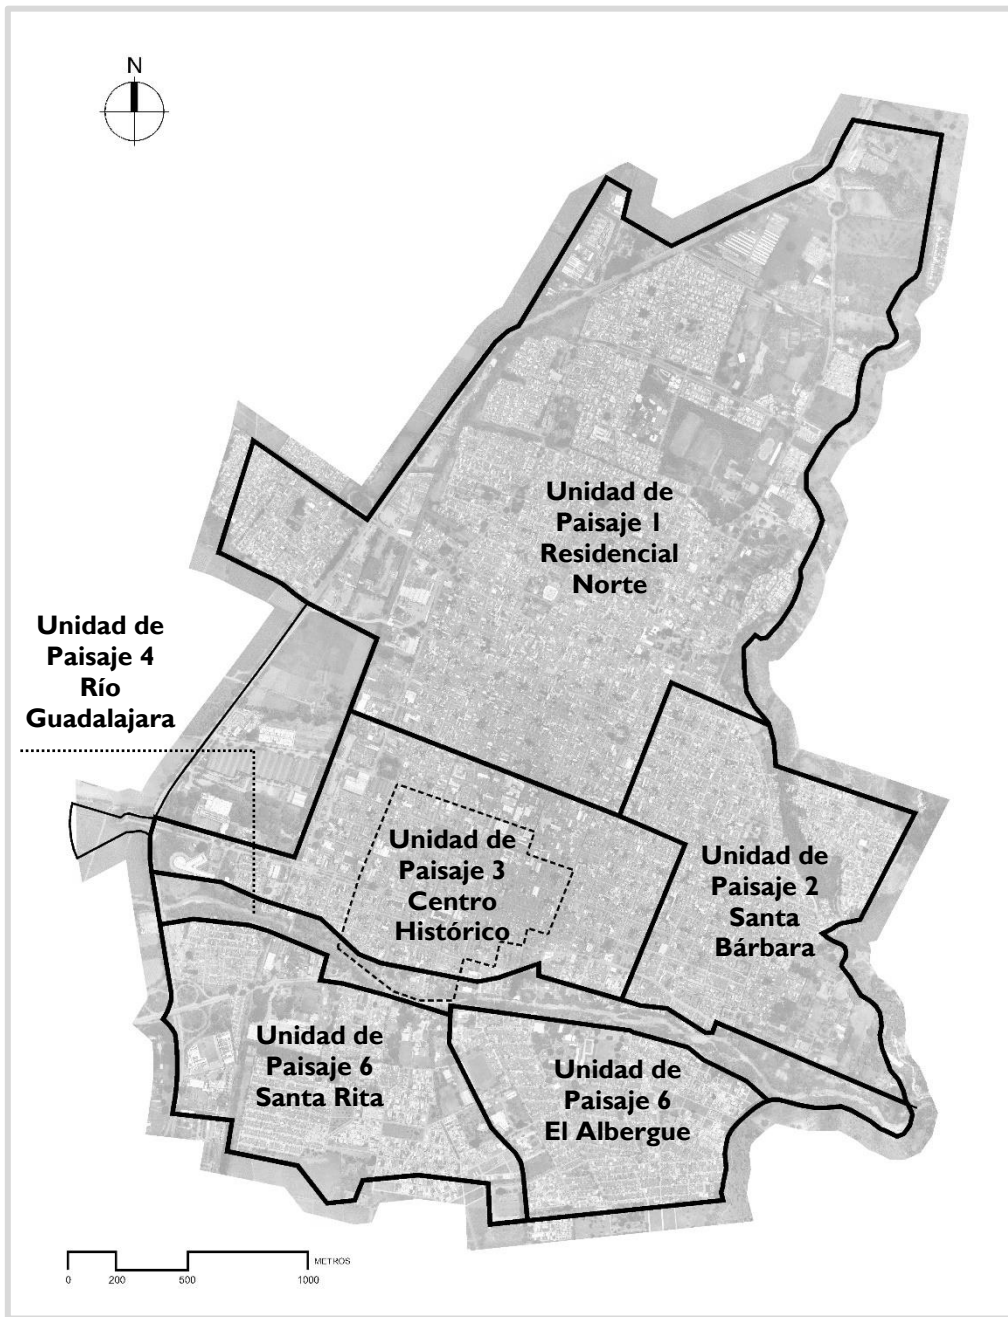 N
Unidad de
Paisaje 1
Residencial
Norte
Unidad de
Paisaje 4
Río
Guadalajara
Unidad de
Paisaje 3
Centro
Histórico
Unidad de
Paisaje 2
Santa
Bárbara
Unidad de
Paisaje 6
Santa Rita
Unidad de
Paisaje 6
El Albergue
METROS
0 200 500 1000